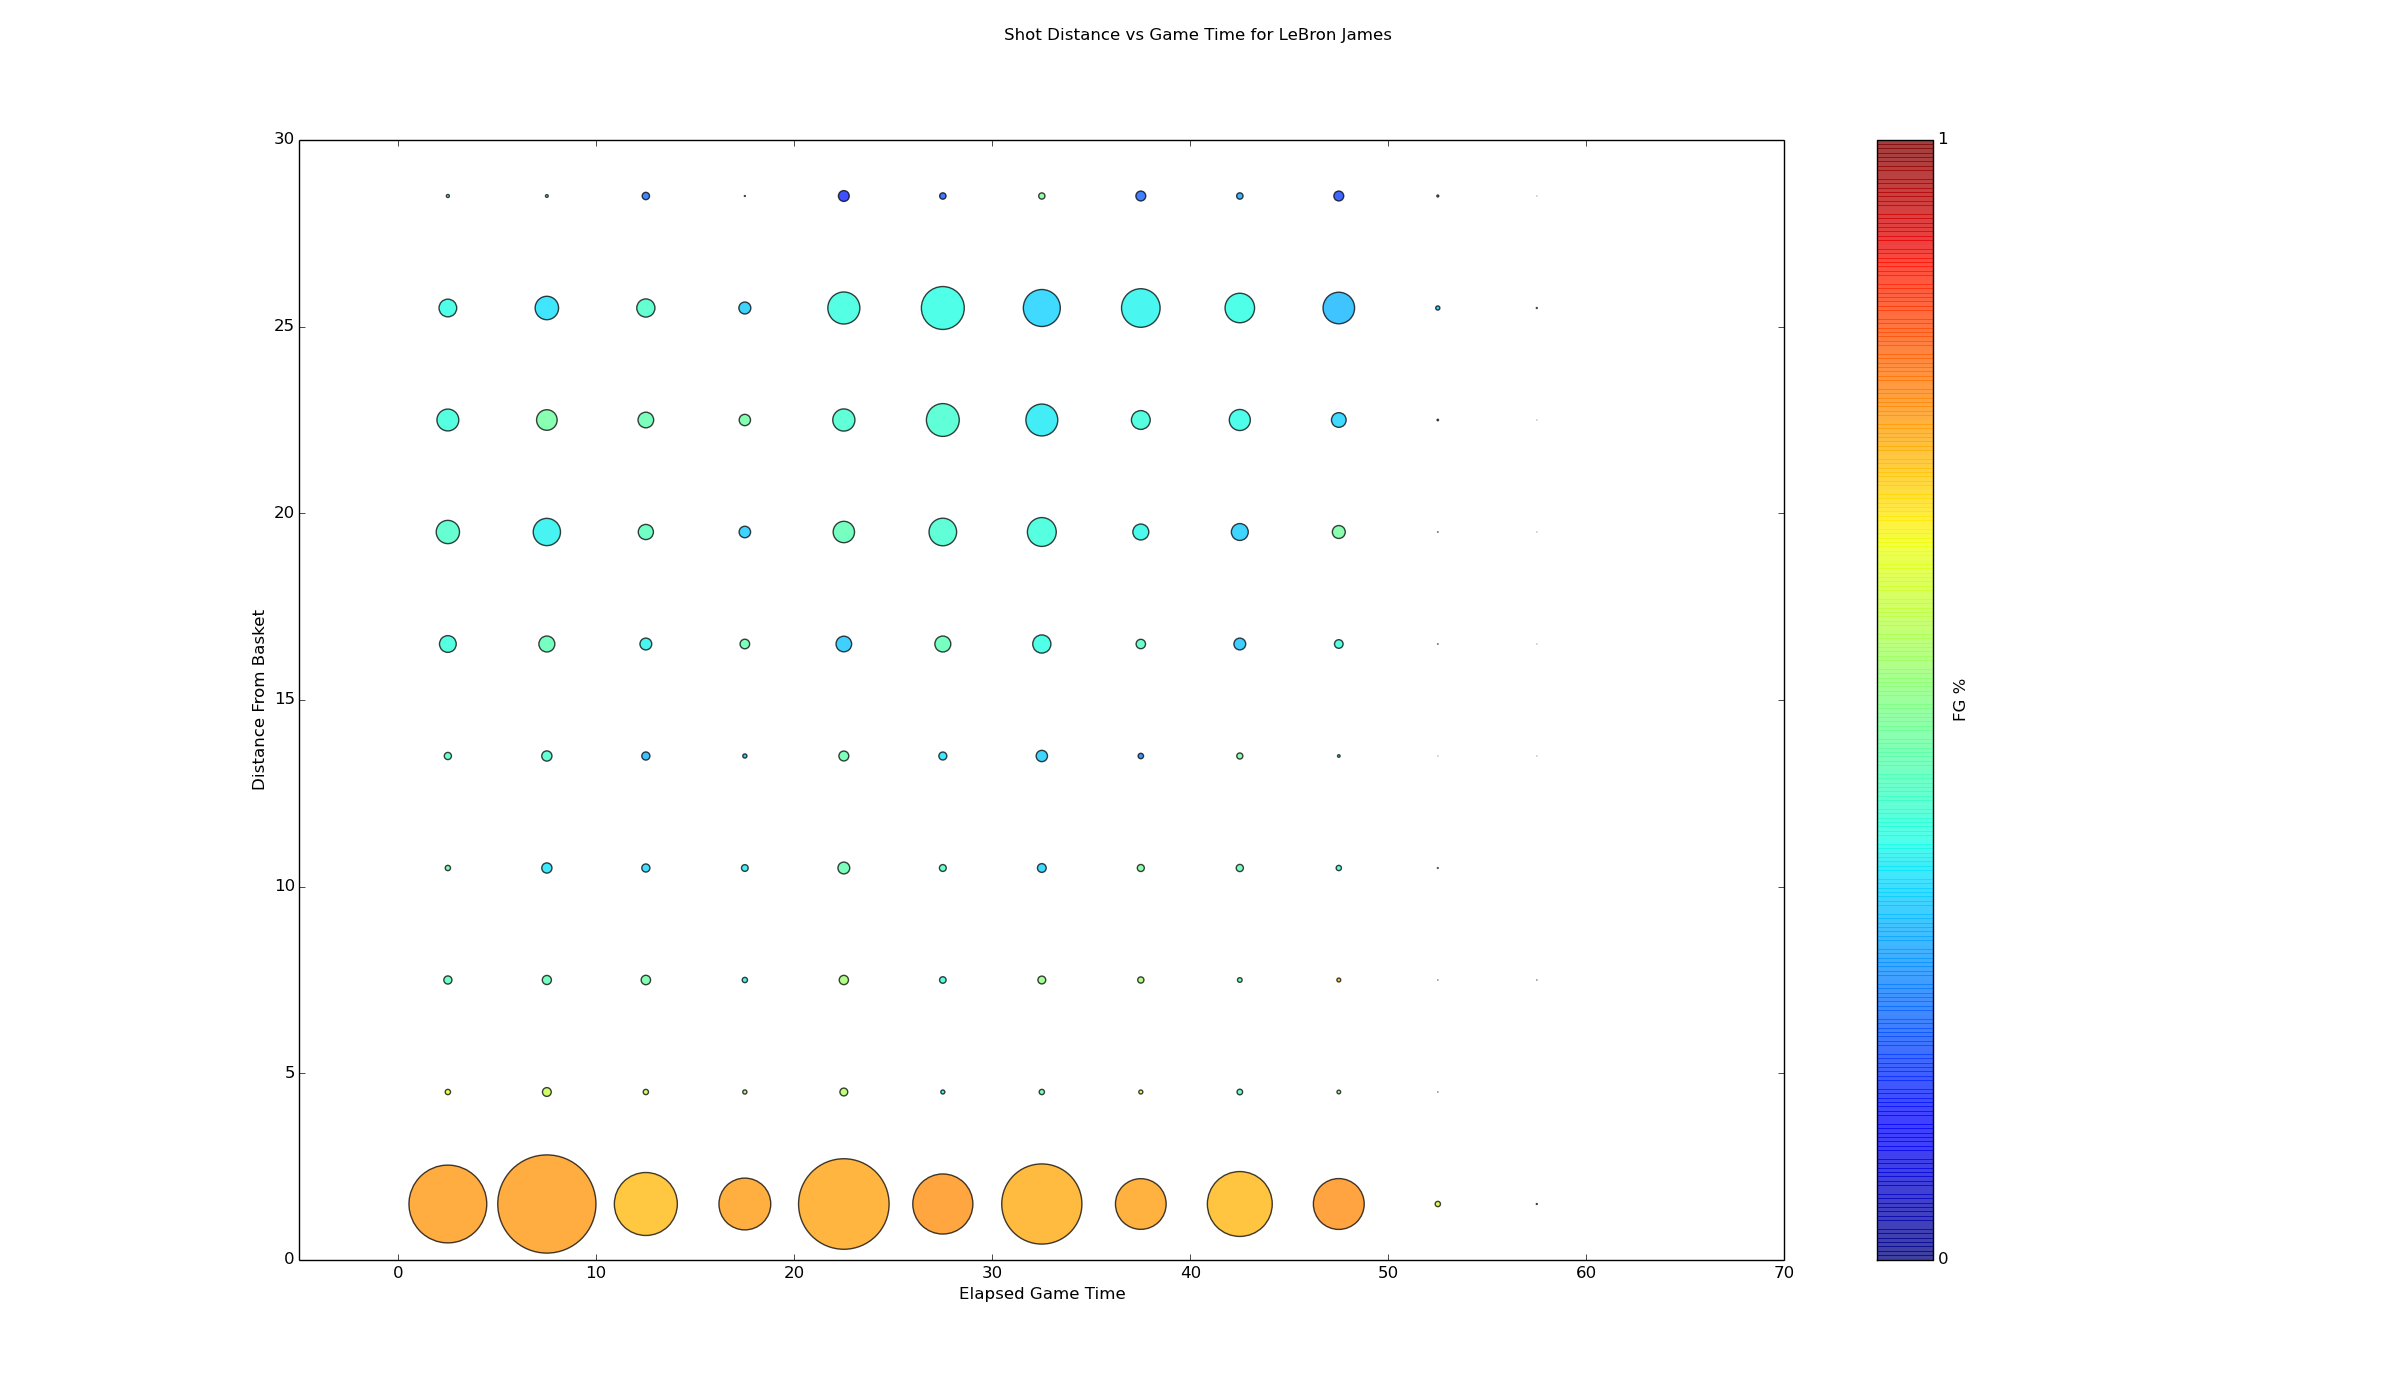 Shot Distance vs Game Time for LeBron James
30
25
20
15
10
5
0
Distance From Basket
0 10 20 30 40 50 60 70
Elapsed Game Time
1
0
FG %